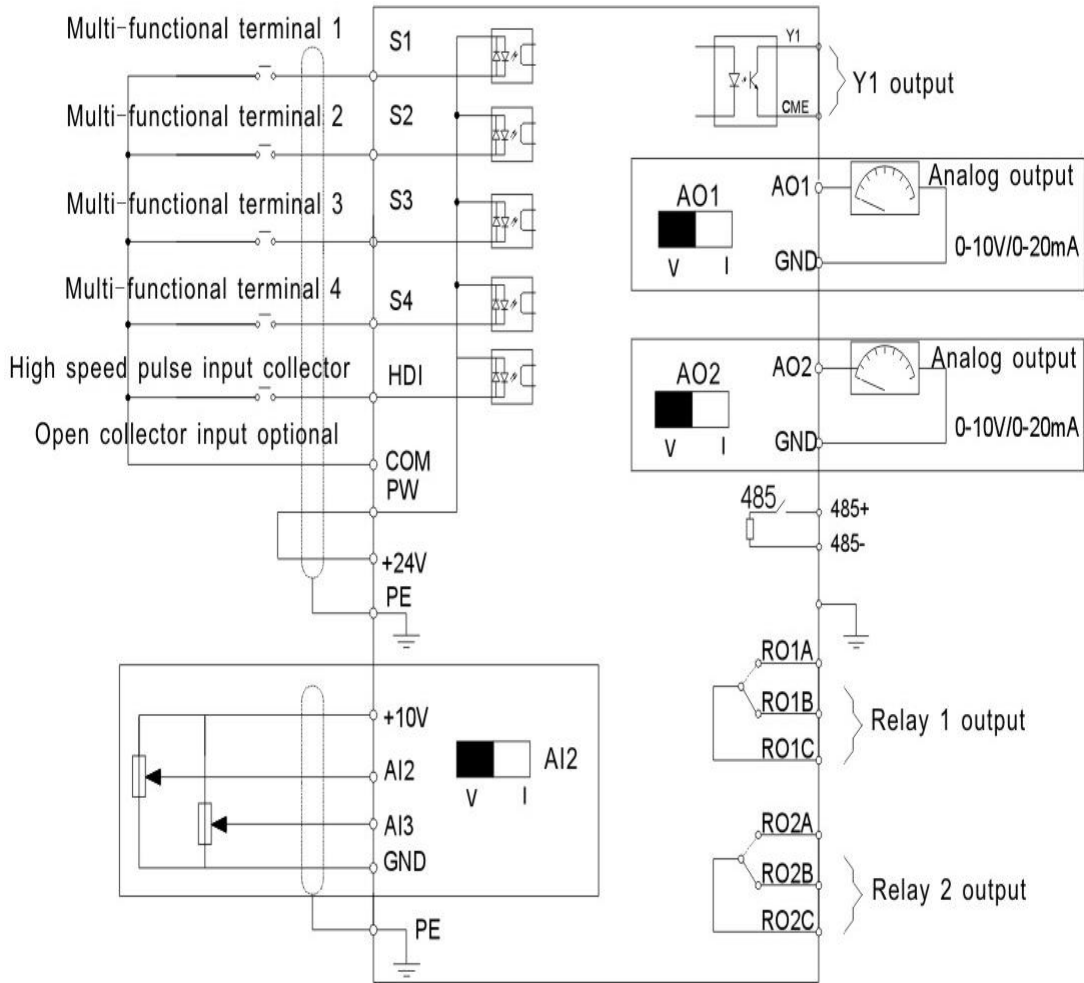 Multi-functional terminal 1
S1
Multi-functional terminal 2
S2
Multi-functional terminal 3
S3
Multi-functional terminal 4
S4
High speed pulse input collector
HDI
Open collector input optional
COM
PW
+24V
PE
+10V
AI2
AI3
GND
V I
AI2
PE
Y1
CME
Y1 output
AO1
V I
AO1
GND
Analog output
0-10V/0-20mA
AO2
V I
AO2
GND
Analog output
0-10V/0-20mA
485
485+
485-
RO1A
RO1B
RO1C
Relay 1 output
RO2A
RO2B
RO2C
Relay 2 output